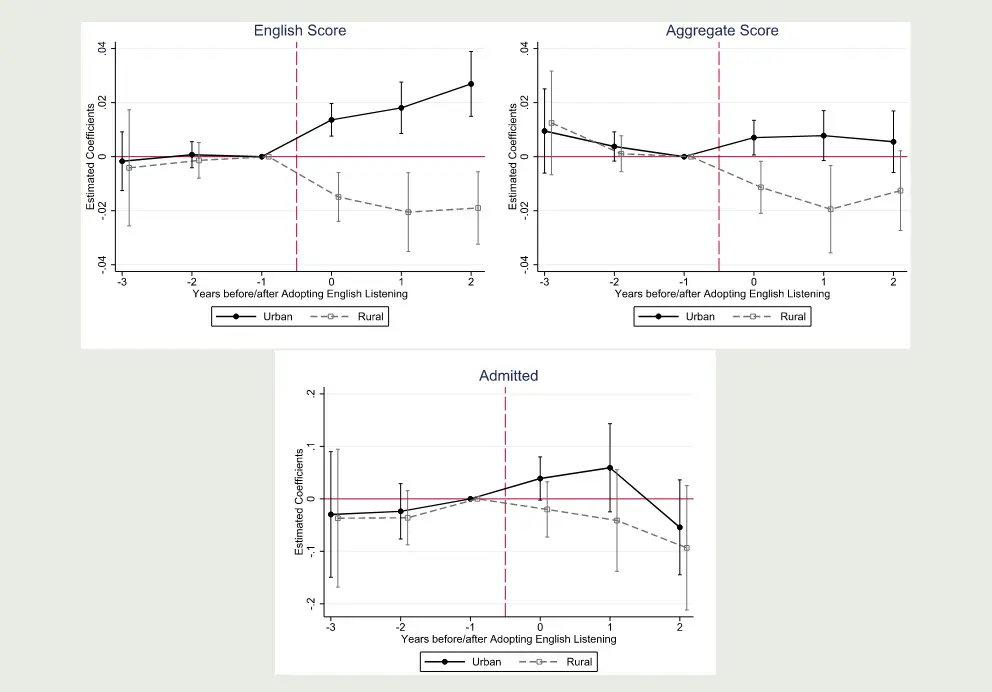 English Score
.04
.02
0
-.02
-.04
Estimated Coefficients
-3 -2 -1 0 1 2
Years before/after Adopting English Listening
Urban Rural
Aggregate Score
.04
.02
0
-.02
-.04
Estimated Coefficients
-3 -2 -1 0 1 2
Years before/after Adopting English Listening
Urban Rural
Admitted
.2
.1
0
-.1
-.2
Estimated Coefficients
-3 -2 -1 0 1 2
Years before/after Adopting English Listening
Urban Rural